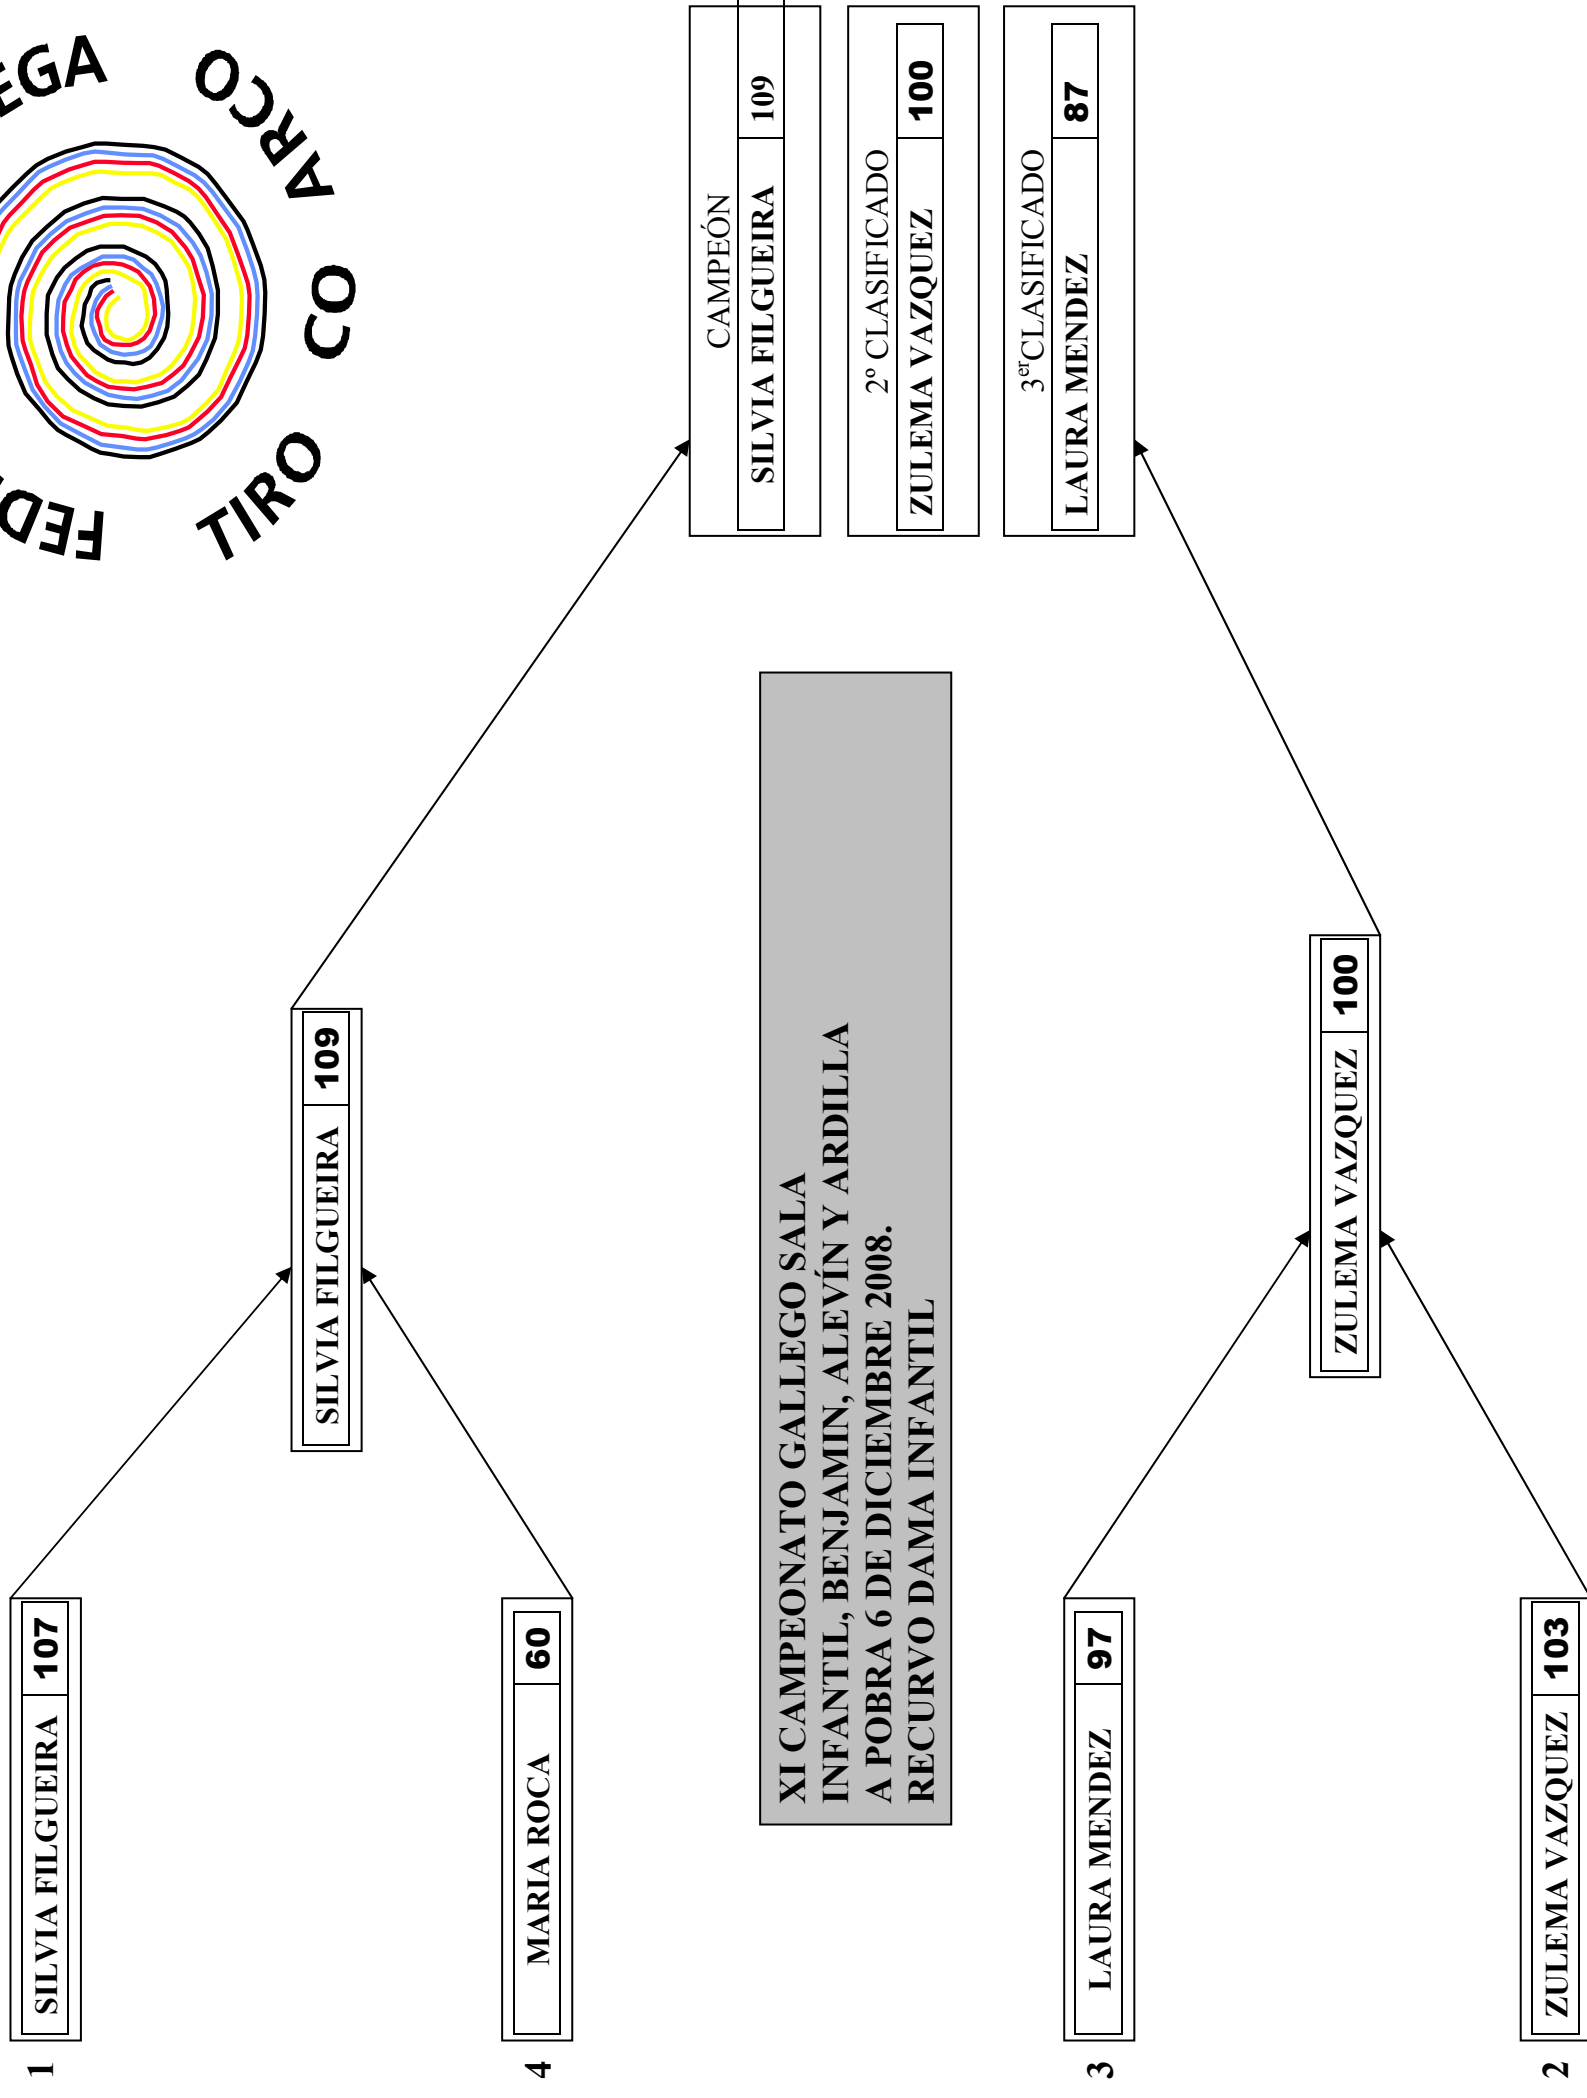 1
SILVIA FILGUEIRA 107
4
MARIA ROCA 60
3
LAURA MENDEZ 97
2
ZULEMA VAZQUEZ 103
SILVIA FILGUEIRA 109
ZULEMA VAZQUEZ 100
XI CAMPEONATO GALLEGO SALA
INFANTIL, BENJAMIN, ALEVÍN Y ARDILLA
A POBRA 6 DE DICIEMBRE 2008.
RECURVO DAMA INFANTIL
CAMPEÓN
SILVIA FILGUEIRA 109
2º CLASIFICADO
ZULEMA VAZQUEZ 100
3er CLASIFICADO
LAURA MENDEZ 87
TIRO CO ARCO